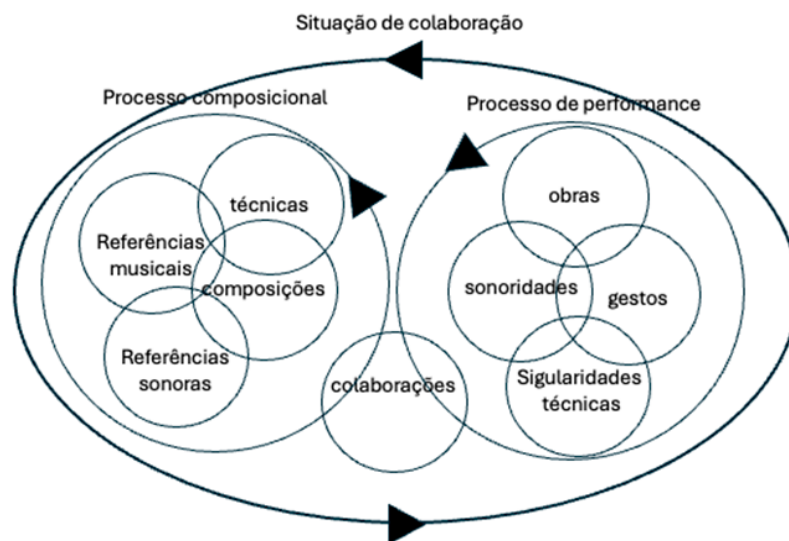 Situação de colaboração
Processo composicional
Processo de performance
técnicas
Referências
musicais
composições
Referências
sonoras
colaborações
obras
sonoridades
gestos
Sigularidades
técnicas